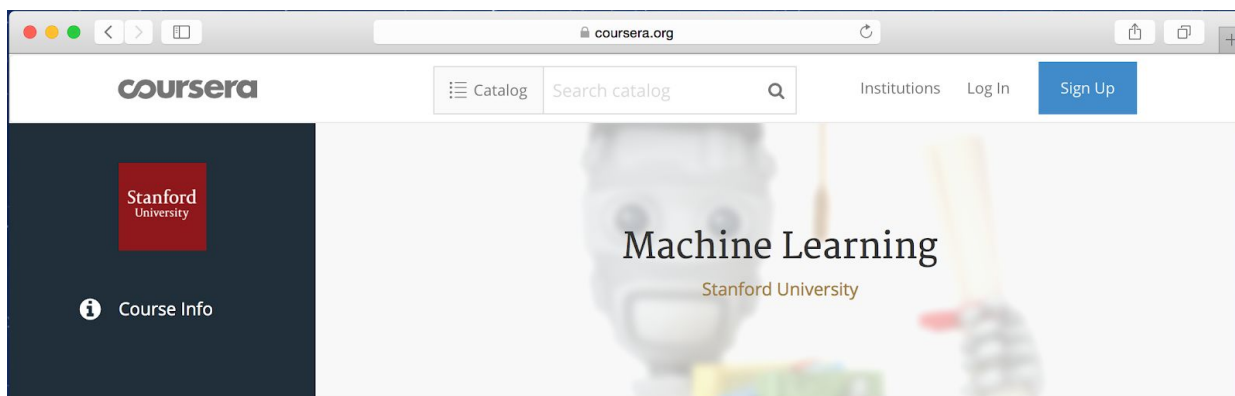 coursera.org
coursera
Catalog
Search catalog
Institutions
Log In
Sign Up
Stanford
University
Machine Learning
Stanford University
Course Info